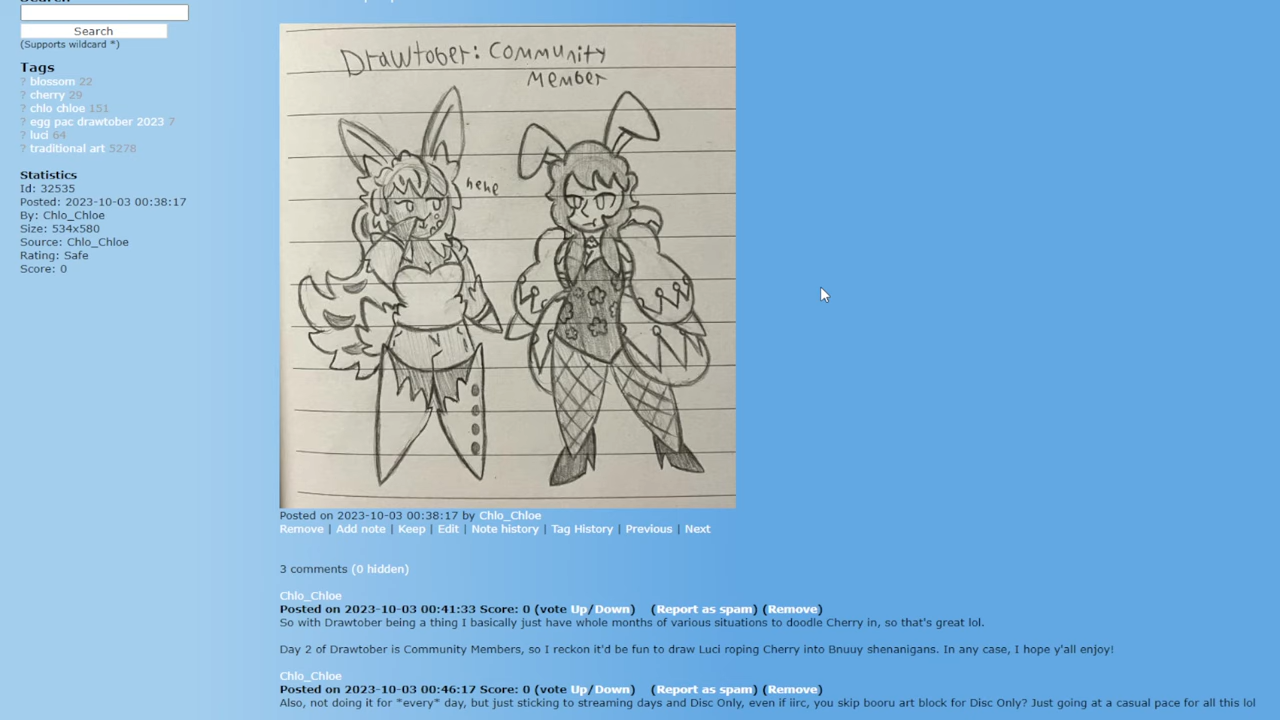 Search
(Supports wildcard *)
Tags
? blossom 22
? cherry 29
? chlo chloe 151
? egg pac drawtober 2023 7
? luci 64
? traditional art 5278
Statistics
Id: 32535
Posted: 2023-10-03 00:38:17
By: Chlo_Chloe
Size: 534x580
Source: Chlo_Chloe
Rating: Safe
Score: 0
Drawtober: Community
Member
hehe
Posted on 2023-10-03 00:38:17 by Chlo_Chloe
Remove | Add note | Keep | Edit | Note history | Tag History | Previous | Next
3 comments (0 hidden)
Chlo_Chloe
Posted on 2023-10-03 00:41:33 Score: 0 (vote Up/Down) (Report as spam) (Remove)
So with Drawtober being a thing I basically just have whole months of various situations to doodle Cherry in, so that's great lol.
Day 2 of Drawtober is Community Members, so I reckon it'd be fun to draw Luci roping Cherry into Bnuuy shenanigans. In any case, I hope y'all enjoy!
Chlo_Chloe
Posted on 2023-10-03 00:46:17 Score: 0 (vote Up/Down) (Report as spam) (Remove)
Also, not doing it for *every* day, but just sticking to streaming days and Disc Only, even if iirc, you skip booru art block for Disc Only? Just going at a casual pace for all this lol